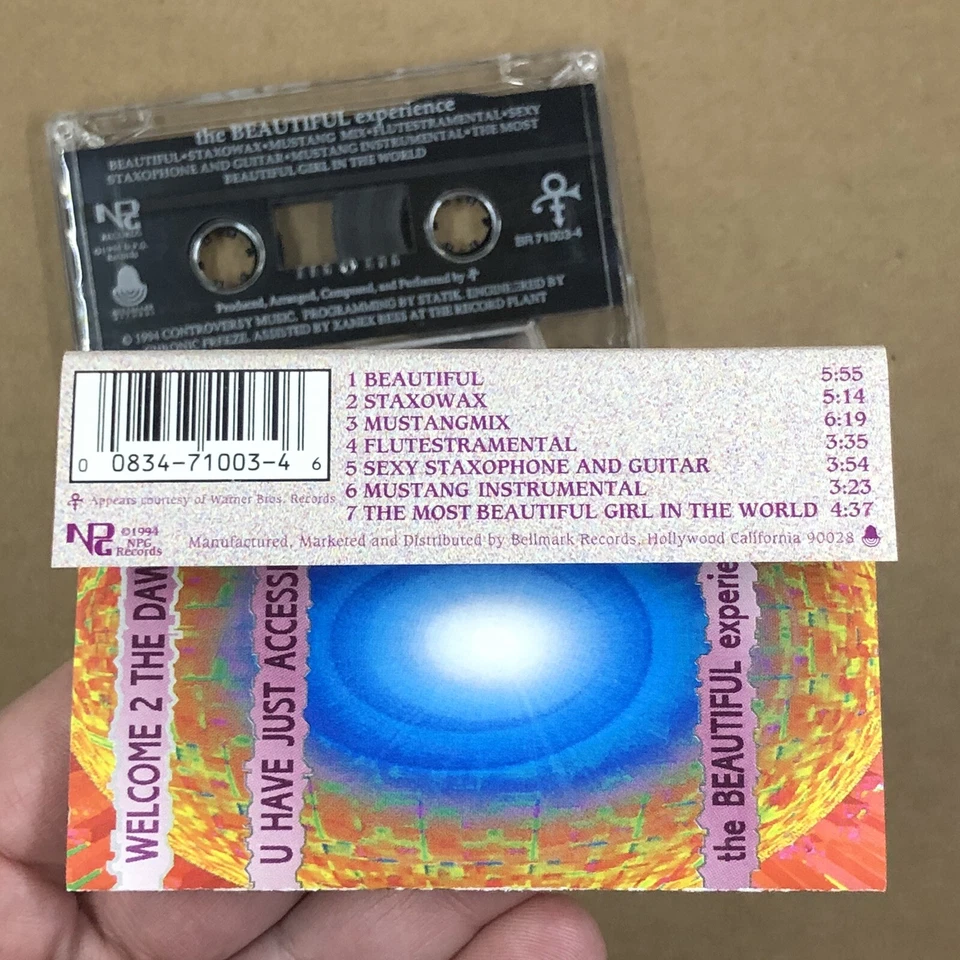 the BEAUTIFUL experience
BEAUTIFUL•STAXOWAX•MUSTANG MIX•FLUTESTRAMENTAL•SEXY
STAXOPHONE AND GUITAR•MUSTANG INSTRUMENTAL•THE MOST
BEAUTIFUL GIRL IN THE WORLD
NPG
RECORDS
©1994 N.P.G.
Records
BR 71003-4
Produced, Arranged, Composed, and Performed by
© 1994 CONTROVERSY MUSIC. PROGRAMMING BY STATIK. ENGINEERED BY
CHRONIC FREEZE. ASSISTED BY XANEX BESS AT THE RECORD PLANT
0 0834-71003-4 6
1 BEAUTIFUL 5:55
2 STAXOWAX 5:14
3 MUSTANGMIX 6:19
4 FLUTESTRAMENTAL 3:35
5 SEXY STAXOPHONE AND GUITAR 3:54
6 MUSTANG INSTRUMENTAL 3:23
7 THE MOST BEAUTIFUL GIRL IN THE WORLD 4:37
Appears courtesy of Warner Bros. Records
NPG ©1994
NPG
Records
Manufactured, Marketed and Distributed by Bellmark Records, Hollywood California 90028
WELCOME 2 THE DAW
U HAVE JUST ACCESS
the BEAUTIFUL experie